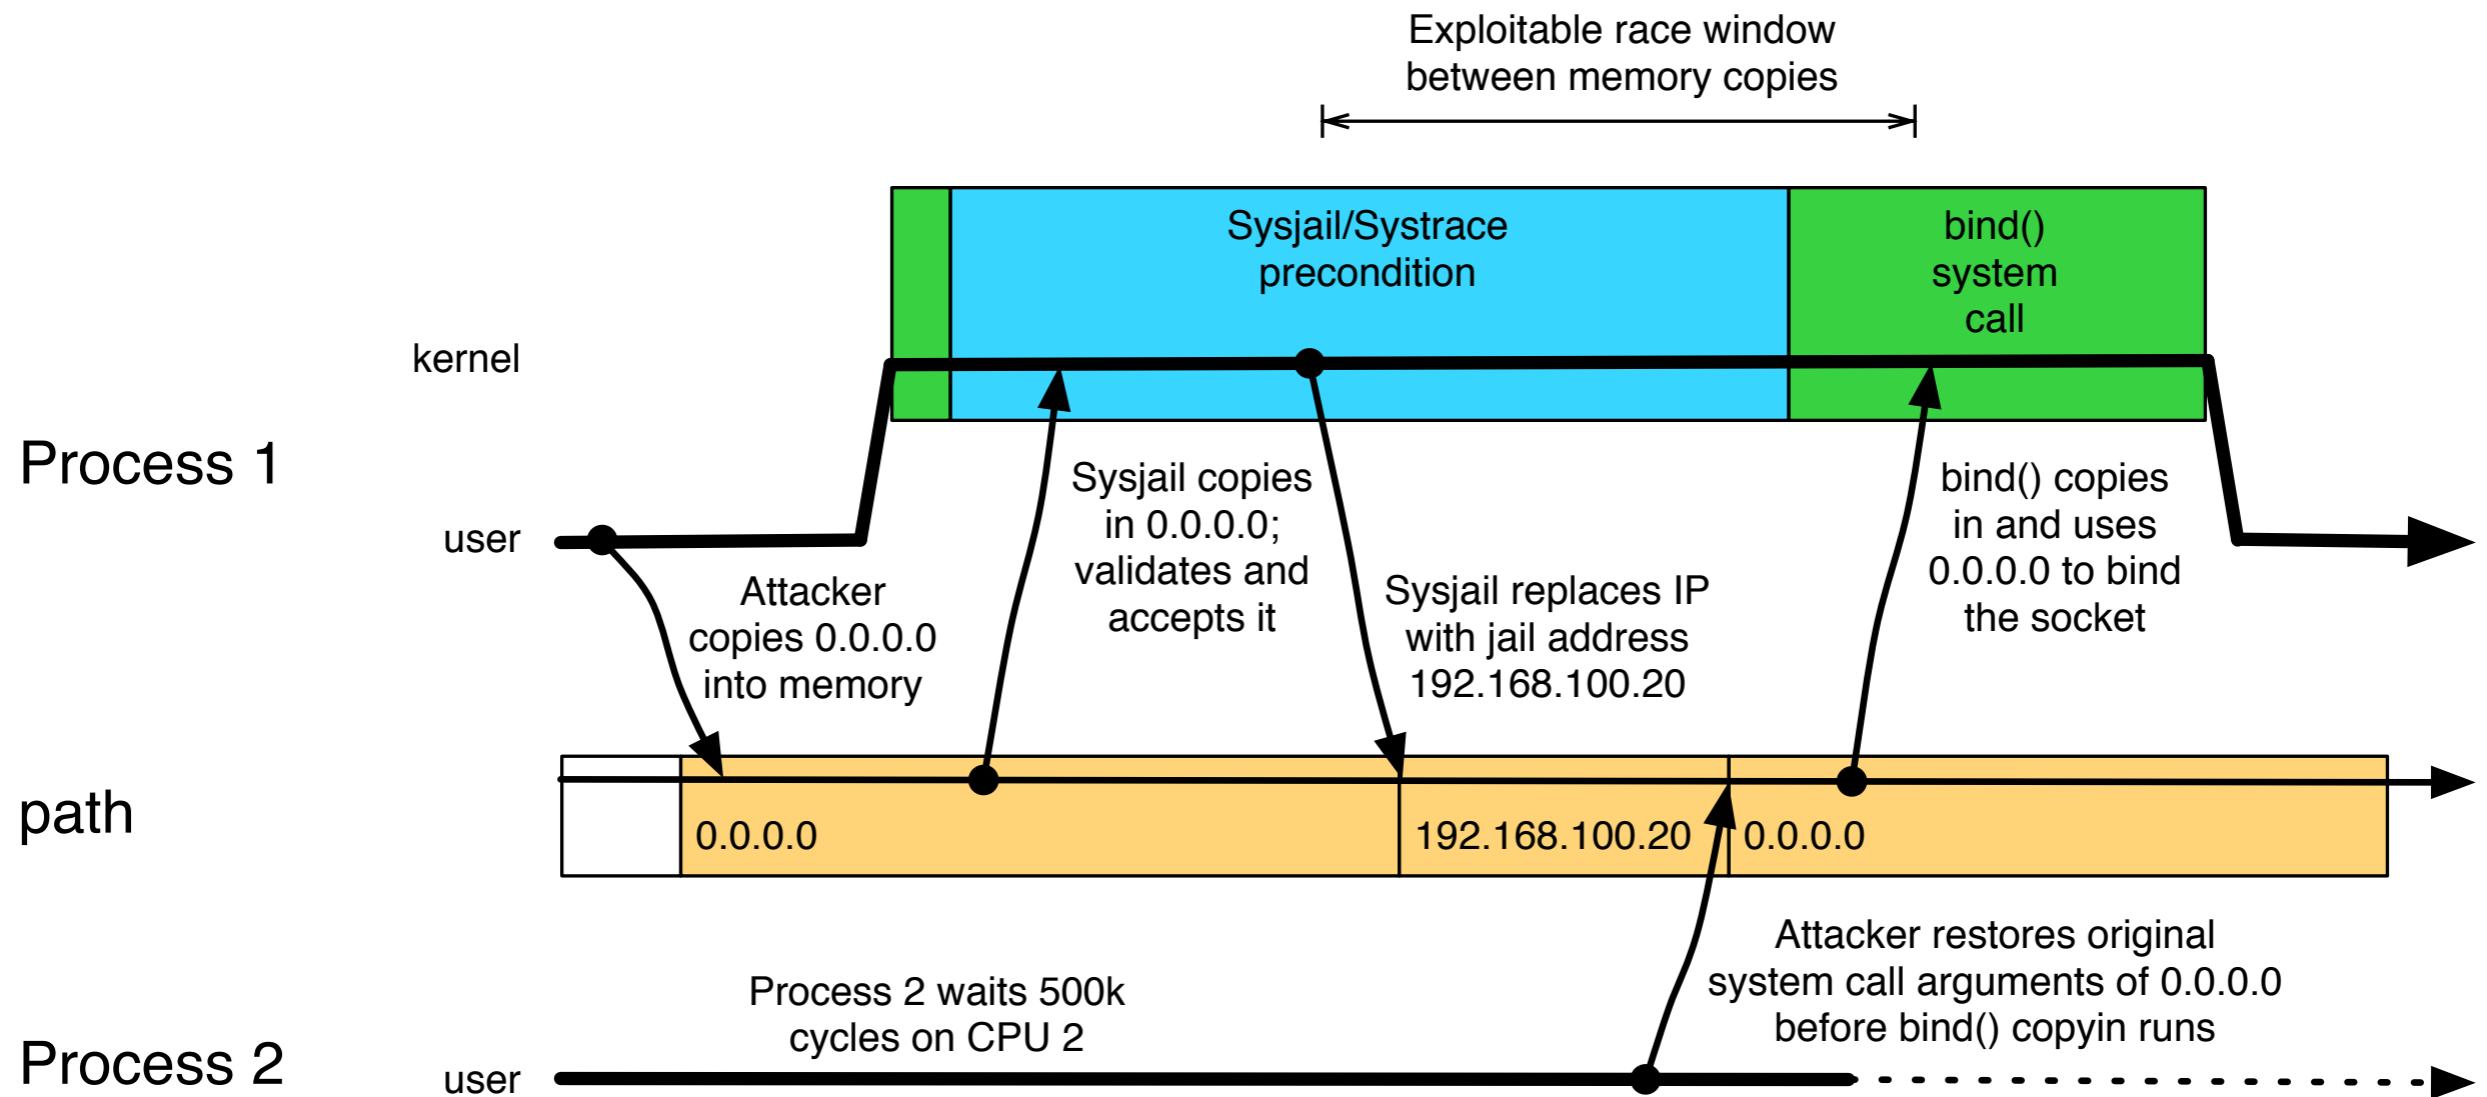 Exploitable race window
between memory copies
Sysjail/Systrace
precondition
bind()
system
call
kernel
Process 1
user
Attacker
copies 0.0.0.0
into memory
Sysjail copies
in 0.0.0.0;
validates and
accepts it
Sysjail replaces IP
with jail address
192.168.100.20
bind() copies
in and uses
0.0.0.0 to bind
the socket
path
0.0.0.0
192.168.100.20
0.0.0.0
Process 2 waits 500k
cycles on CPU 2
Attacker restores original
system call arguments of 0.0.0.0
before bind() copyin runs
Process 2
user